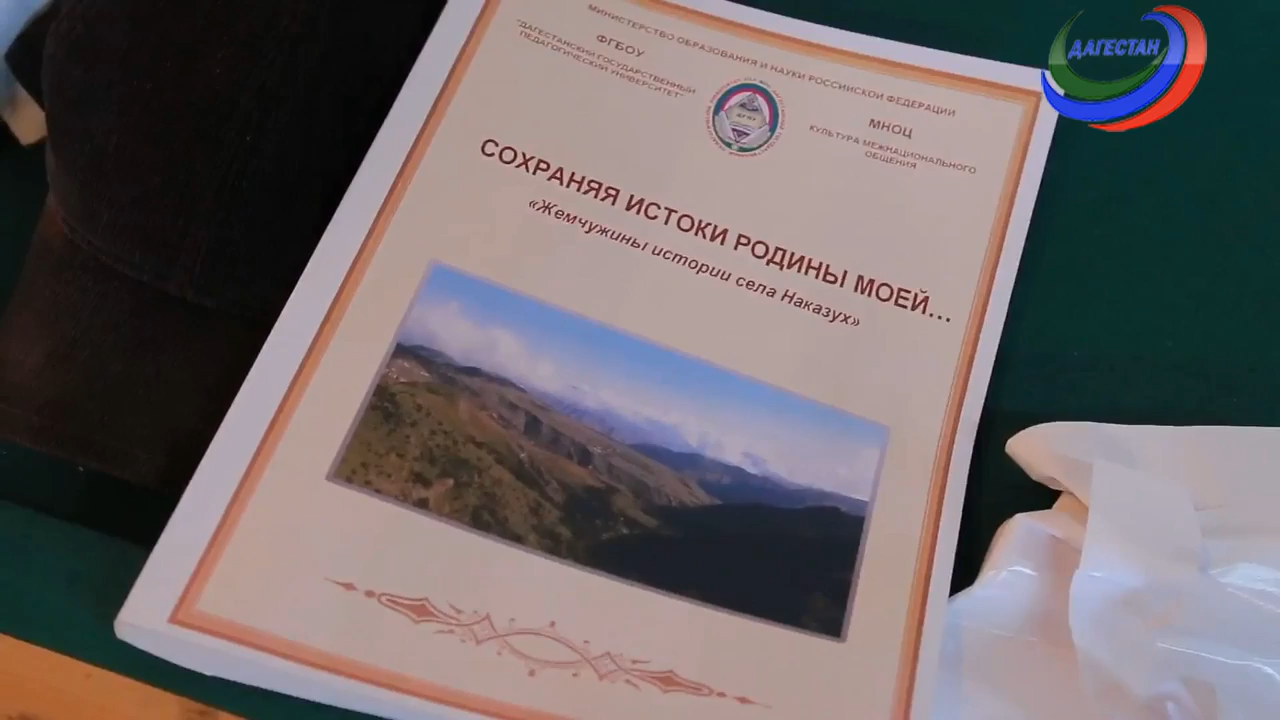 ДАГЕСТАН
МИНИСТЕРСТВО ОБРАЗОВАНИЯ И НАУКИ РОССИЙСКОЙ ФЕДЕРАЦИИ
ФГБОУ
"ДАГЕСТАНСКИЙ ГОСУДАРСТВЕННЫЙ
ПЕДАГОГИЧЕСКИЙ УНИВЕРСИТЕТ"
МНОЦ
КУЛЬТУРА МЕЖНАЦИОНАЛЬНОГО
ОБЩЕНИЯ
СОХРАНЯЯ ИСТОКИ РОДИНЫ МОЕЙ...
«Жемчужины истории села Наказух»